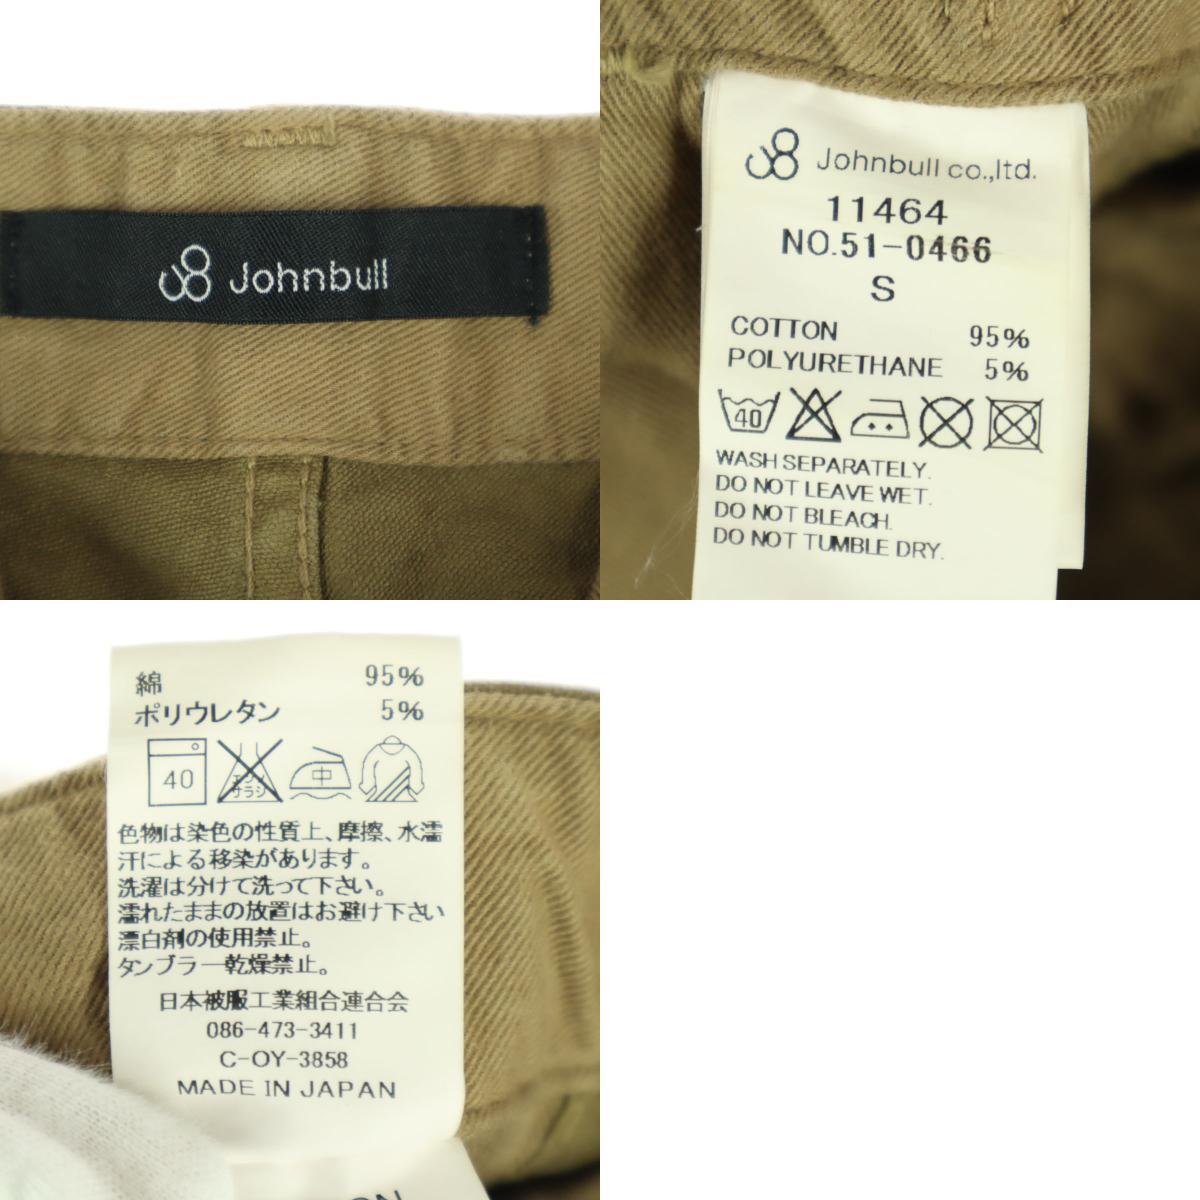 Johnbull
Johnbull co.,ltd.
11464
NO.51-0466
S
COTTON 95%
POLYURETHANE 5%
40
WASH SEPARATELY.
DO NOT LEAVE WET.
DO NOT BLEACH.
DO NOT TUMBLE DRY.
綿 95%
ポリウレタン 5%
40
エンソ
サラシ
中
色物は染色の性質上、摩擦、水濡
汗による移染があります。
洗濯は分けて洗って下さい。
濡れたままの放置はお避け下さい
漂白剤の使用禁止。
タンブラー乾燥禁止。
日本被服工業組合連合会
086-473-3411
C-OY-3858
MADE IN JAPAN